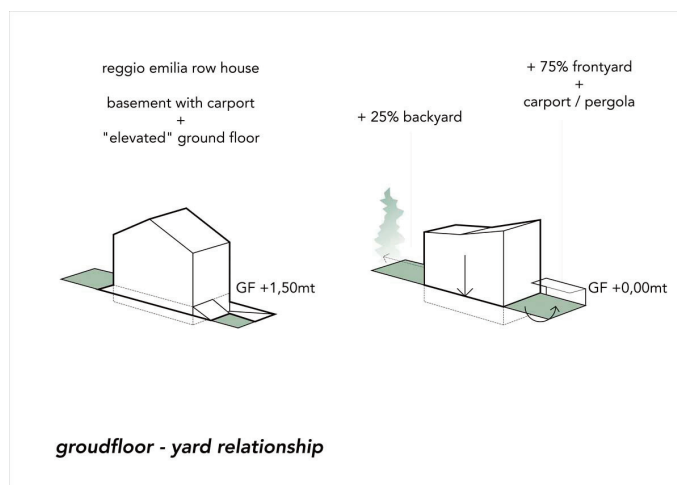 reggio emilia row house
basement with carport
+
"elevated" ground floor
GF +1,50mt
+ 25% backyard
+ 75% frontyard
+
carport / pergola
GF +0,00mt
groudfloor - yard relationship